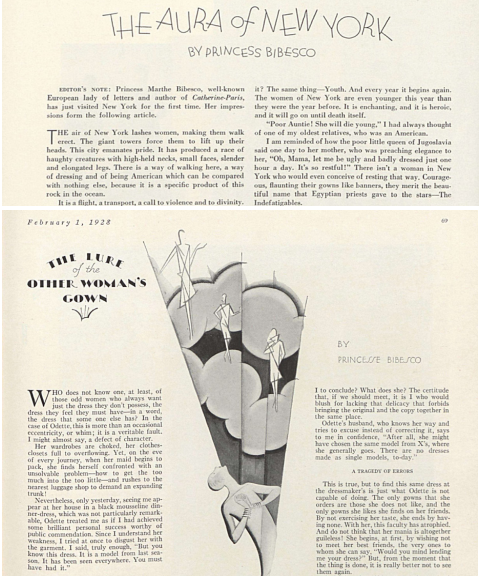 THE AURA of NEW YORK
BY PRINCESS BIBESCO
EDITOR'S NOTE: Princess Marthe Bibesco, well-known
European lady of letters and author of Catherine-Paris,
has just visited New York for the first time. Her impres-
sions form the following article.
THE air of New York lashes women, making them walk
erect. The giant towers force them to lift up their
heads. This city emanates pride. It has produced a race of
haughty creatures with high-held necks, small faces, slender
and elongated legs. There is a way of walking here, a way
of dressing and of being American which can be compared
with nothing else, because it is a specific product of this
rock in the ocean.
It is a flight, a transport, a call to violence and to divinity.
it? The same thing—Youth. And every year it begins again.
The women of New York are even younger this year than
they were the year before. It is enchanting, and it is heroic,
and it will go on until death itself.
"Poor Auntie! She will die young," I had always thought
of one of my oldest relatives, who was an American.
I am reminded of how the poor little queen of Jugoslavia
said one day to her mother, who was preaching elegance to
her, "Oh, Mama, let me be ugly and badly dressed just one
hour a day. It's so restful!" There isn't a woman in New
York who would even conceive of resting that way. Courage-
ous, flaunting their gowns like banners, they merit the beau-
tiful name that Egyptian priests gave to the stars—The
Indefatigables.
February 1, 1928
69
THE LURE
of the
OTHER WOMAN'S
GOWN
BY
PRINCESSE BIBESCO
WHO does not know one, at least, of
those odd women who always want
just the dress they don't possess, the
dress they feel they must have—in a word,
the dress that some one else has? In the
case of Odette, this is more than an occasional
eccentricity, or whim; it is a veritable fault.
I might almost say, a defect of character.
Her wardrobes are choked, her clothes-
closets full to overflowing. Yet, on the eve
of every journey, when her maid begins to
pack, she finds herself confronted with an
unsolvable problem—how to get the too
much into the too little—and rushes to the
nearest luggage shop to demand an expanding
trunk!
Nevertheless, only yesterday, seeing me ap-
pear at her house in a black mousseline din-
ner-dress, which was not particularly remark-
able, Odette treated me as if I had achieved
some brilliant personal success worthy of
public commendation. Since I understand her
weakness, I tried at once to disgust her with
the garment. I said, truly enough, "But you
know this dress. It is a model from last sea-
son. It has been seen everywhere. You must
have had it."
I to conclude? What does she? The certitude
that, if we should meet, it is I who would
blush for lacking that delicacy that forbids
bringing the original and the copy together in
the same place.
Odette's husband, who knows her way and
tries to excuse instead of correcting it, says
to me in confidence, "After all, she might
have chosen the same model from X's, where
she generally goes. There are no dresses
made as single models, to-day."
A TRAGEDY OF ERRORS
This is true, but to find this same dress at
the dressmaker's is just what Odette is not
capable of doing. The only gowns that she
orders are those she does not like, and the
only gowns she likes she finds on her friends.
By not exercising her taste, she ends by hav-
ing none. With her, this faculty has atrophied.
And do not think that her mania is altogether
guileless? She begins, at first, by wishing not
to meet her best friends, the very ones to
whom she can say, "Would you mind lending
me your dress?" But, from the moment that
the thing is done, it is really better not to see
them again.